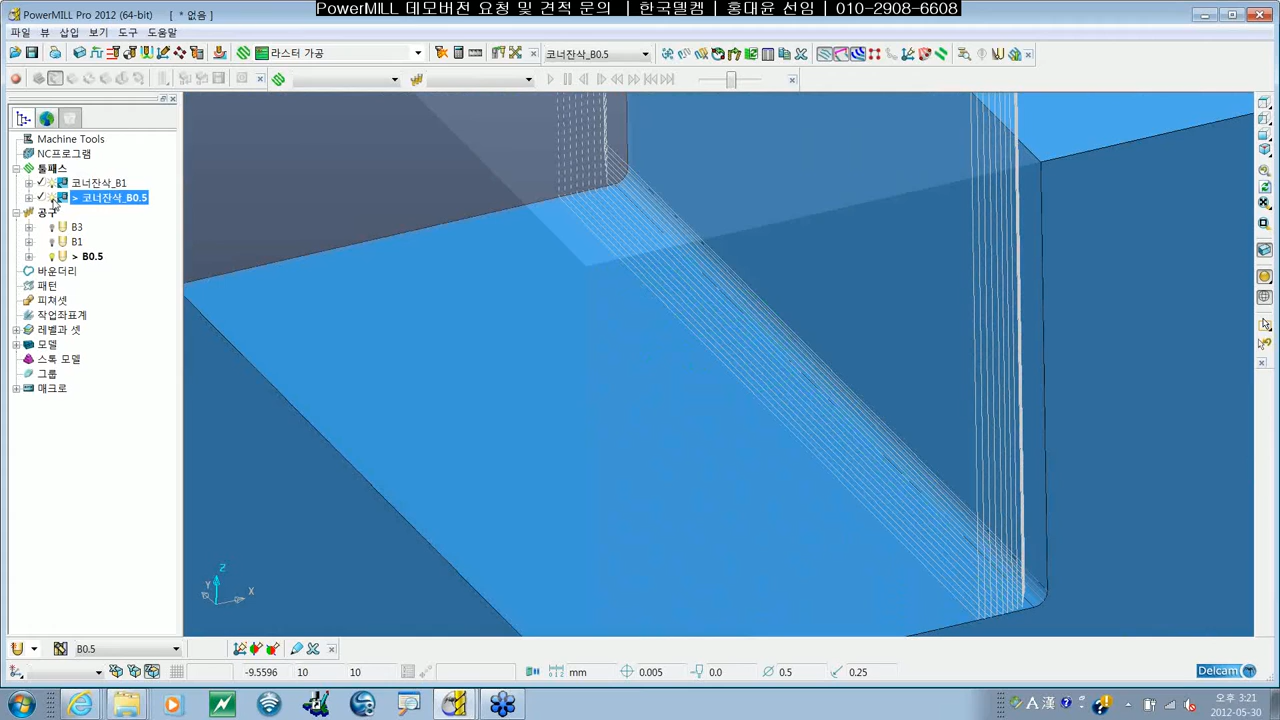 PowerMILL 데모버전 요청 및 견적 문의 | 한국델켐 | 홍대윤 선임 | 010-2908-6608
PowerMILL Pro 2012 (64-bit) [ * 없음 ]
파일 뷰 삽입 보기 도구 도움말
라스터 가공
코너잔삭_B0.5
Machine Tools
NC프로그램
툴패스
코너잔삭_B1
> 코너잔삭_B0.5
공구
B3
B1
> B0.5
바운더리
패턴
피쳐셋
작업좌표계
레벨과 셋
모델
스톡 모델
그룹
매크로
Z
Y
X
B0.5
-9.5596 10 10 mm 0.005 0.0 0.5 0.25
Delcam
A 漢
오후 3:21
2012-05-30